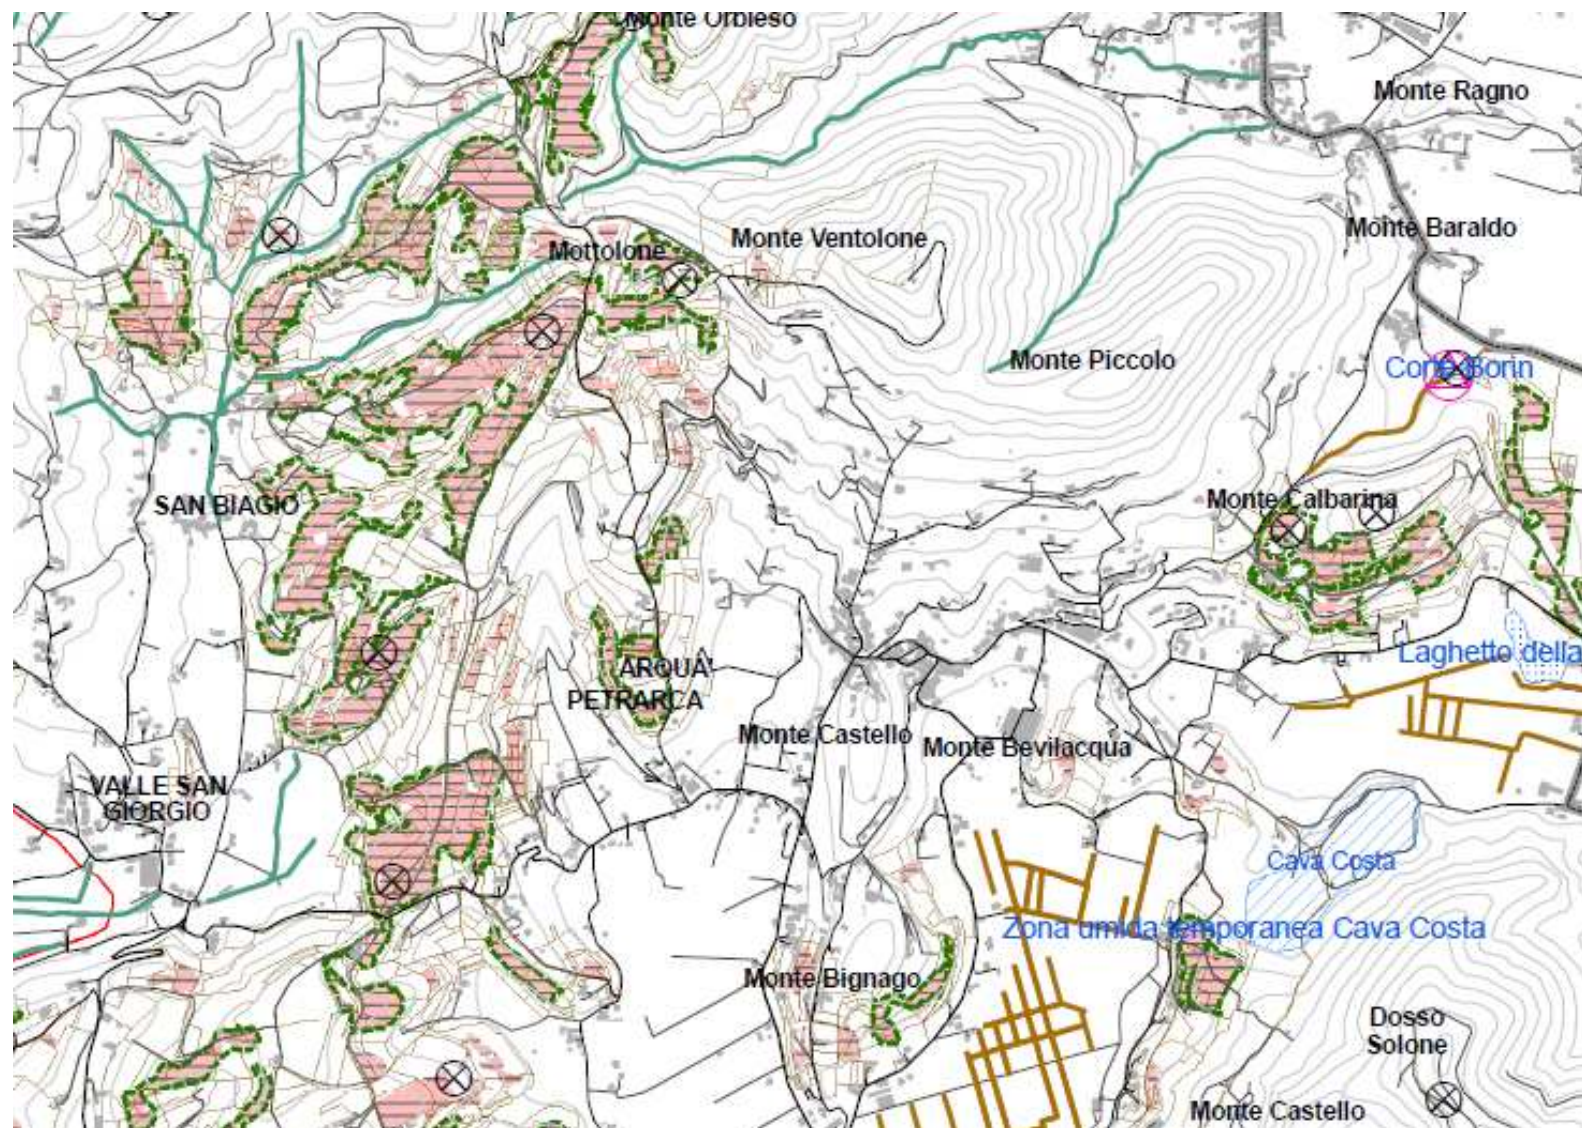 Monte Orbieso
Monte Ragno
Monte Baraldo
Mottolone
Monte Ventolone
Monte Piccolo
Corte Borin
SAN BIAGIO
Monte Calbarina
Laghetto della
ARQUA'
PETRARCA
Monte Castello
Monte Bevilacqua
VALLE SAN
GIORGIO
Cava Costa
Zona umida temporanea Cava Costa
Monte Bignago
Dosso
Solone
Monte Castello